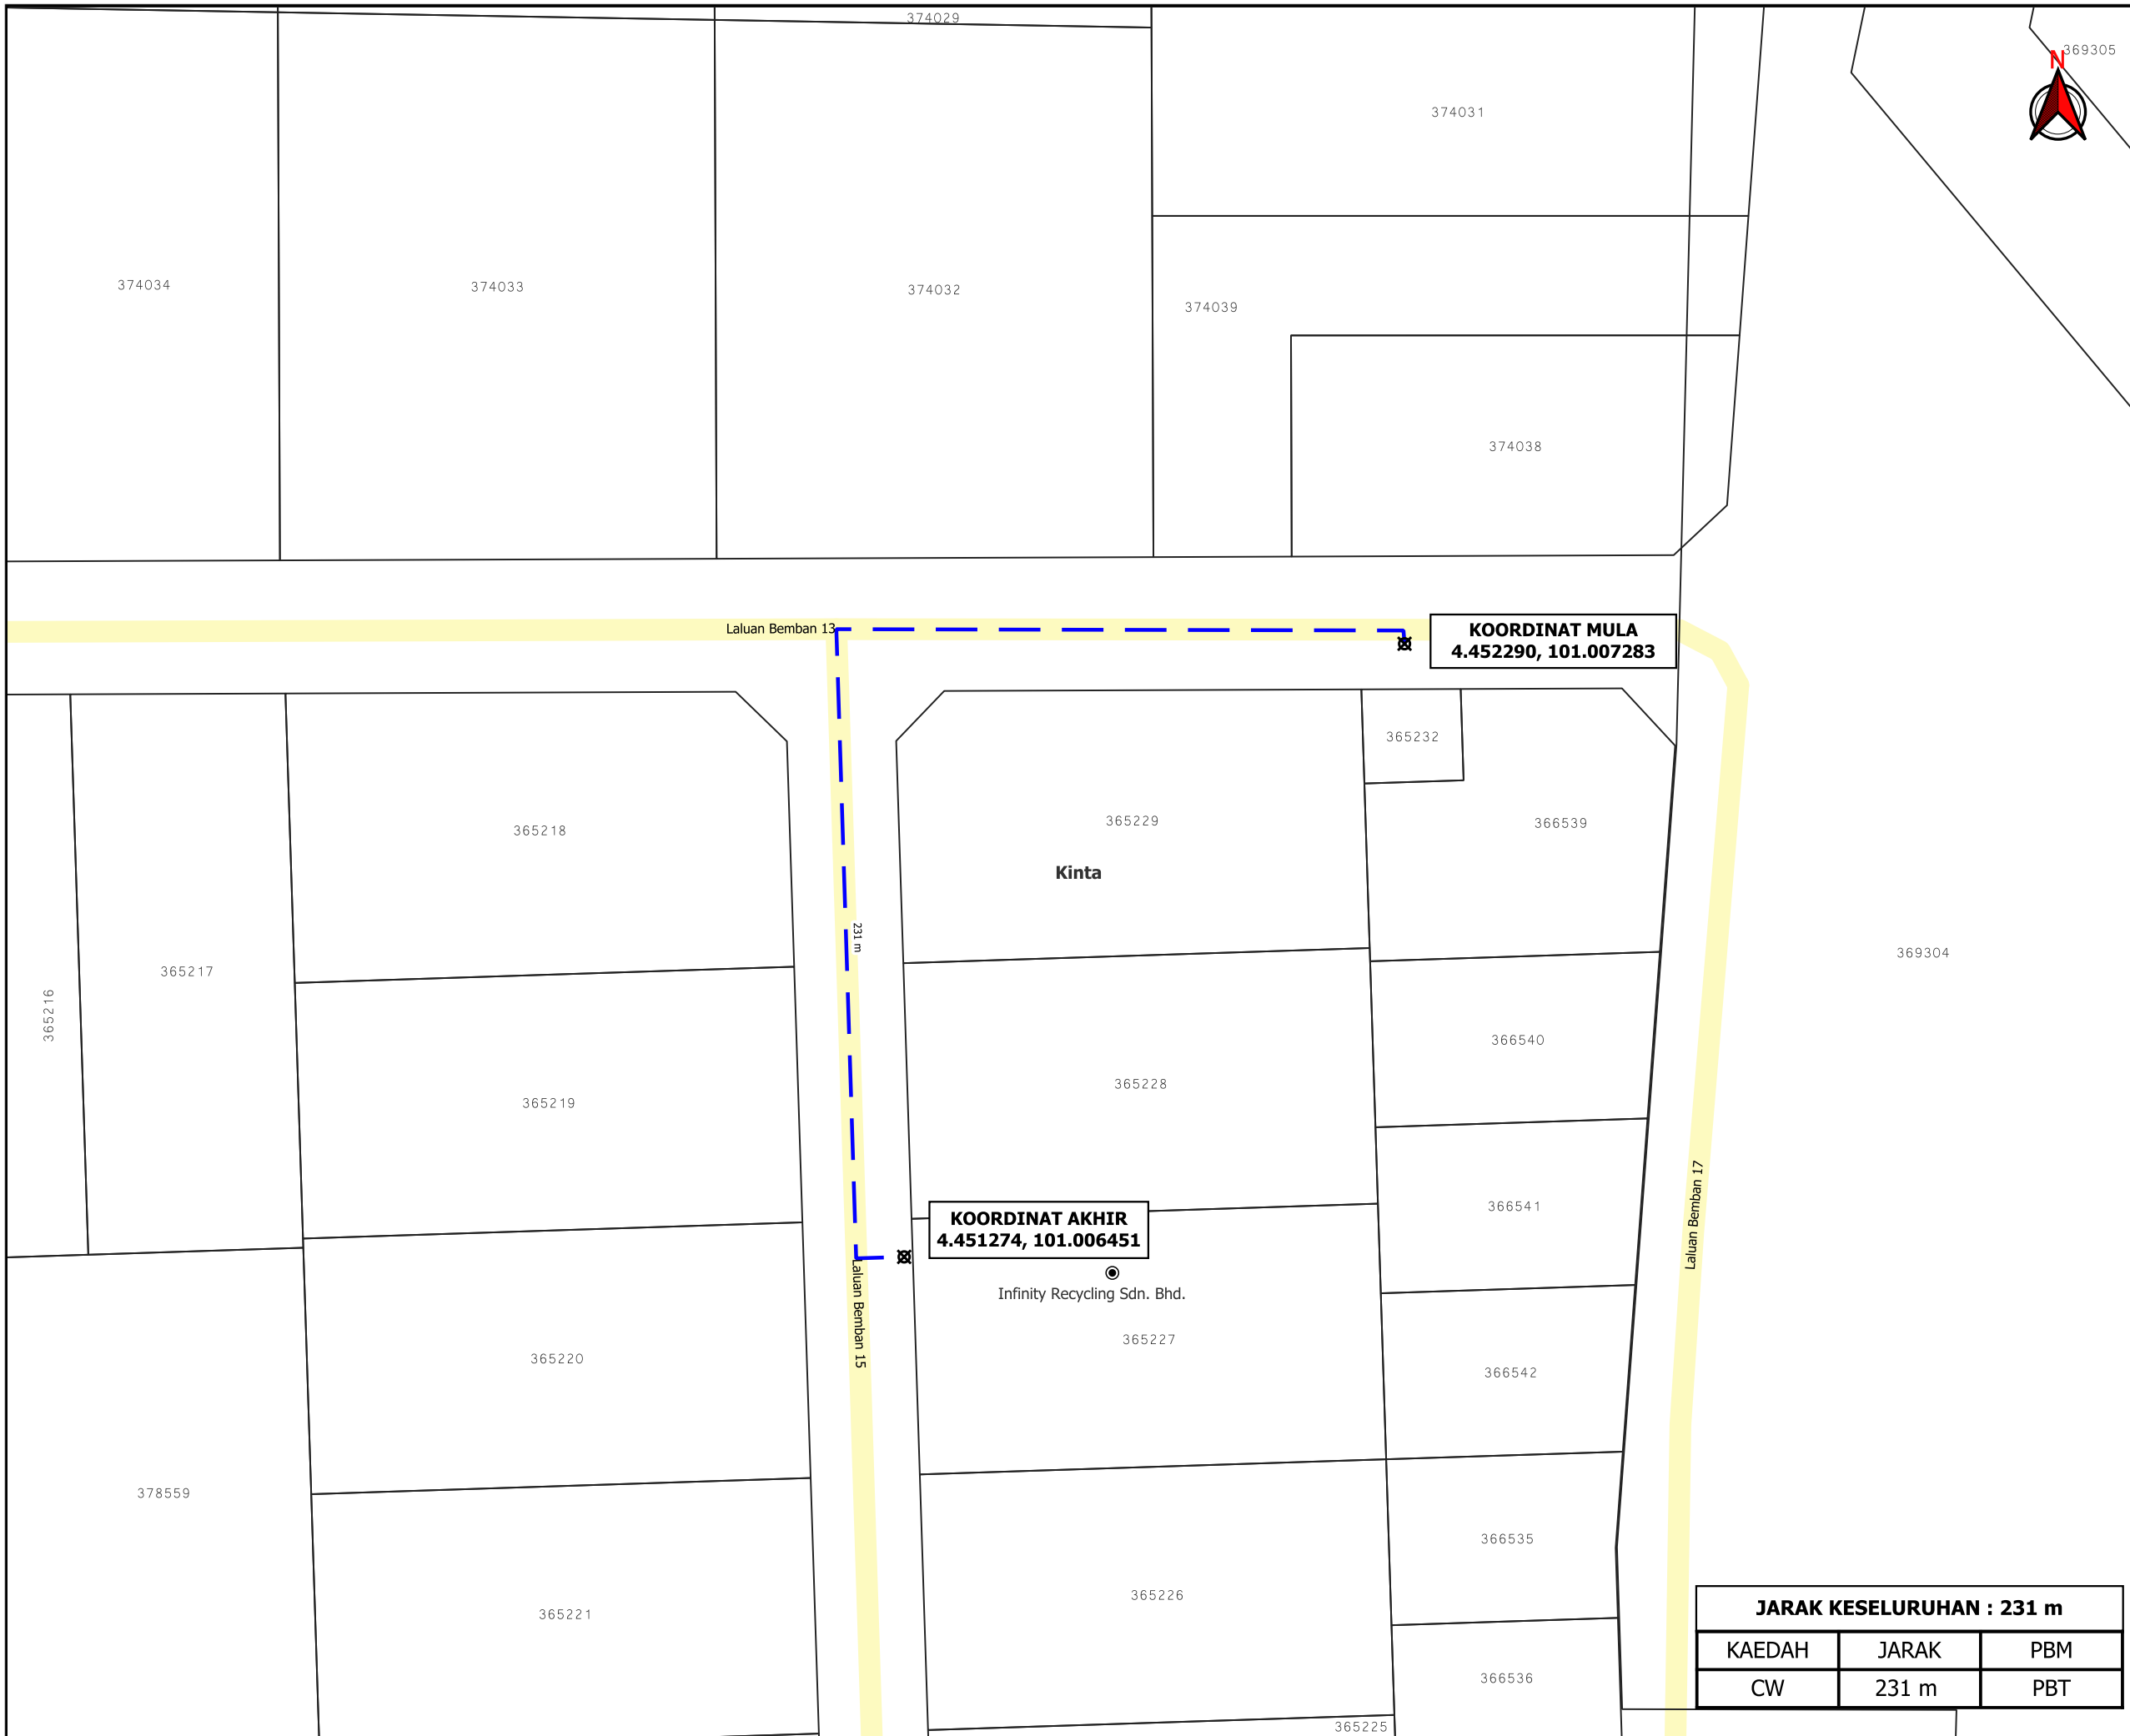 374029
369305
N
374031
374034
374033
374032
374039
374038
Laluan Bemban 13
KOORDINAT MULA
4.452290, 101.007283
365232
365218
365229
366539
Kinta
231 m
365217
369304
365216
366540
365228
365219
Laluan Bemban 17
366541
KOORDINAT AKHIR
4.451274, 101.006451
Laluan Bemban 15
Infinity Recycling Sdn. Bhd.
365227
365220
366542
378559
366535
365226
365221
366536
365225
JARAK KESELURUHAN : 231 m
KAEDAH JARAK PBM
CW 231 m PBT